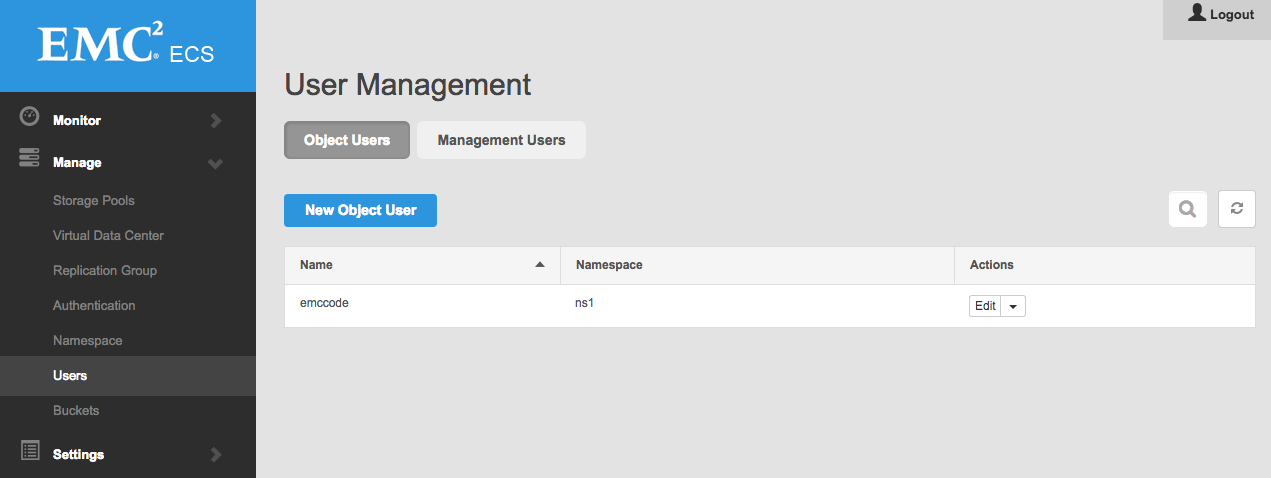 EMC² ECS
Logout
Monitor
Manage
Storage Pools
Virtual Data Center
Replication Group
Authentication
Namespace
Users
Buckets
Settings
User Management
Object Users Management Users
New Object User
Name Namespace Actions
emccode ns1 Edit